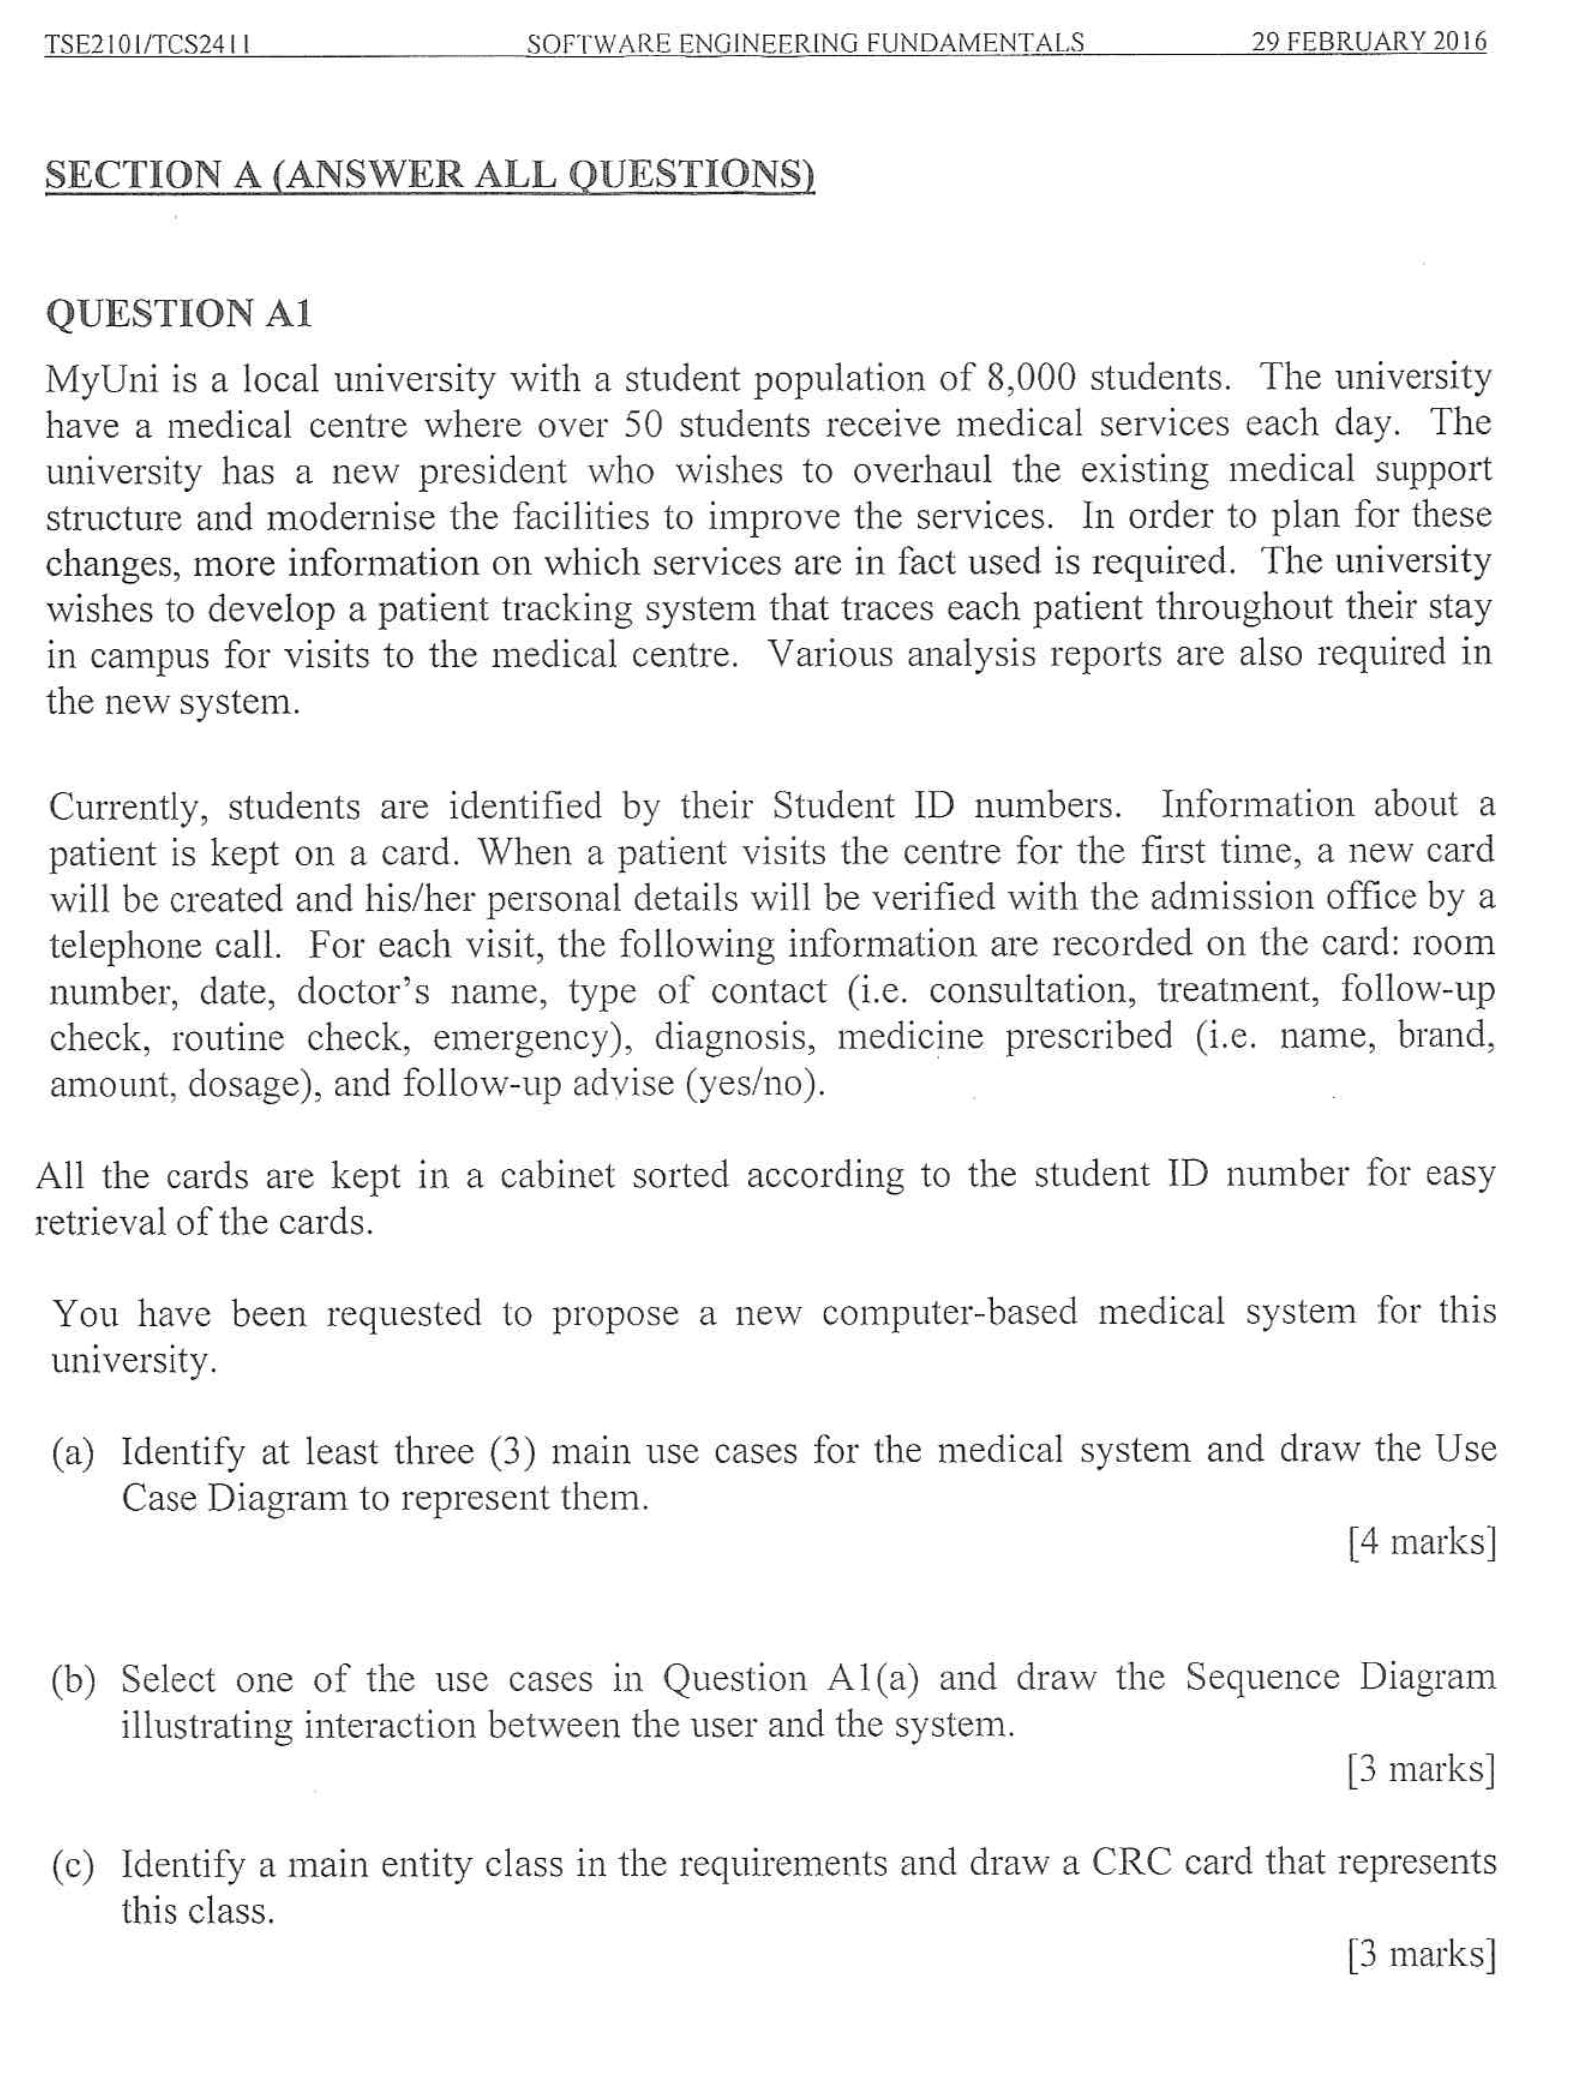 TSE2101/TCS2411 SOFTWARE ENGINEERING FUNDAMENTALS 29 FEBRUARY 2016
SECTION A (ANSWER ALL QUESTIONS)
QUESTION A1
MyUni is a local university with a student population of 8,000 students. The university
have a medical centre where over 50 students receive medical services each day. The
university has a new president who wishes to overhaul the existing medical support
structure and modernise the facilities to improve the services. In order to plan for these
changes, more information on which services are in fact used is required. The university
wishes to develop a patient tracking system that traces each patient throughout their stay
in campus for visits to the medical centre. Various analysis reports are also required in
the new system.
Currently, students are identified by their Student ID numbers. Information about a
patient is kept on a card. When a patient visits the centre for the first time, a new card
will be created and his/her personal details will be verified with the admission office by a
telephone call. For each visit, the following information are recorded on the card: room
number, date, doctor's name, type of contact (i.e. consultation, treatment, follow-up
check, routine check, emergency), diagnosis, medicine prescribed (i.e. name, brand,
amount, dosage), and follow-up advise (yes/no).
All the cards are kept in a cabinet sorted according to the student ID number for easy
retrieval of the cards.
You have been requested to propose a new computer-based medical system for this
university.
(a) Identify at least three (3) main use cases for the medical system and draw the Use
Case Diagram to represent them.
[4 marks]
(b) Select one of the use cases in Question A1(a) and draw the Sequence Diagram
illustrating interaction between the user and the system.
[3 marks]
(c) Identify a main entity class in the requirements and draw a CRC card that represents
this class.
[3 marks]